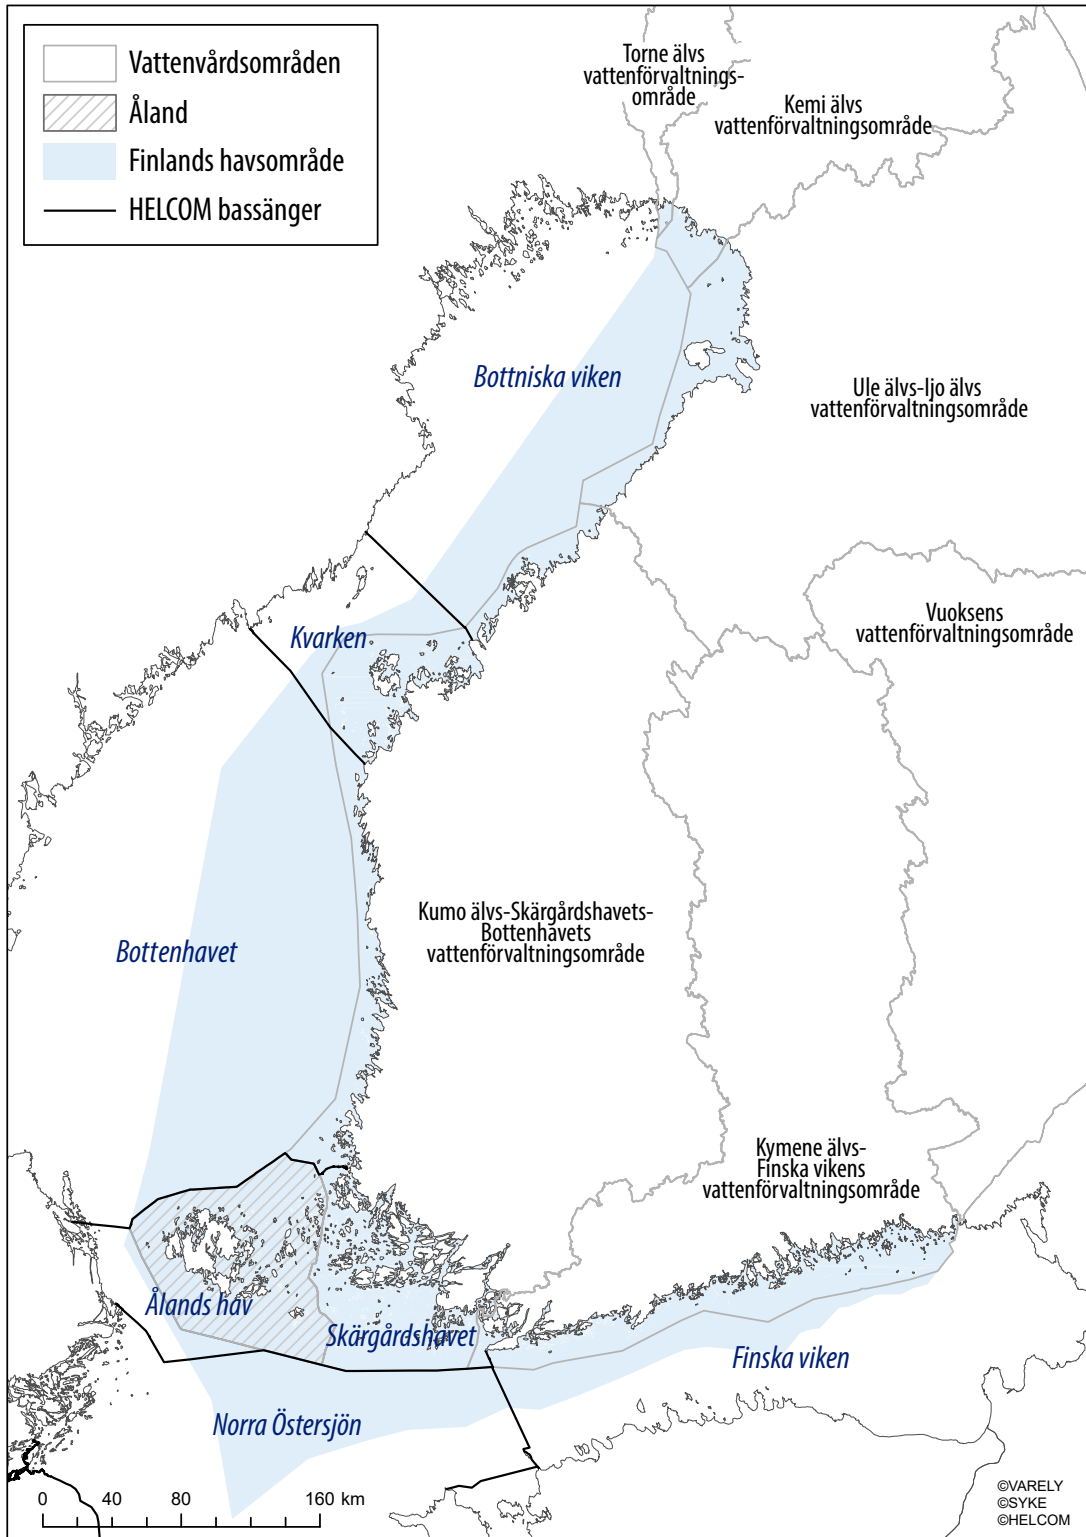 Vattenvårdsområden
Åland
Finlands havsområde
HELCOM bassänger
Torne älvs
vattenförvaltnings-
område
Kemi älvs
vattenförvaltningsområde
Bottniska viken
Ule älvs-Ijo älvs
vattenförvaltningsområde
Kvarken
Vuoksens
vattenförvaltningsområde
Bottenhavet
Kumo älvs-Skärgårdshavets-
Bottenhavets
vattenförvaltningsområde
Kymene älvs-
Finska vikens
vattenförvaltningsområde
Ålands hav
Skärgårdshavet
Finska viken
Norra Östersjön
0 40 80 160 km
©VARELY
©SYKE
©HELCOM